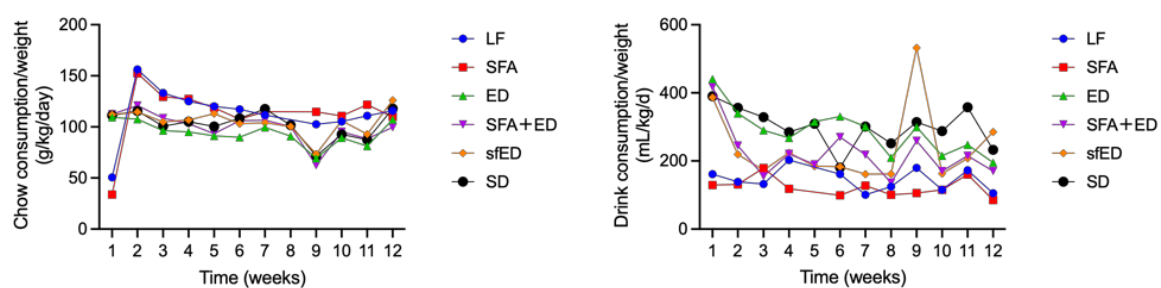 Chow consumption/weight
(g/kg/day)
200
150
100
50
0
1 2 3 4 5 6 7 8 9 10 11 12
Time (weeks)
LF
SFA
ED
SFA+ED
sfED
SD
Drink consumption/weight
(mL/kg/d)
600
400
200
0
1 2 3 4 5 6 7 8 9 10 11 12
Time (weeks)
LF
SFA
ED
SFA+ED
sfED
SD